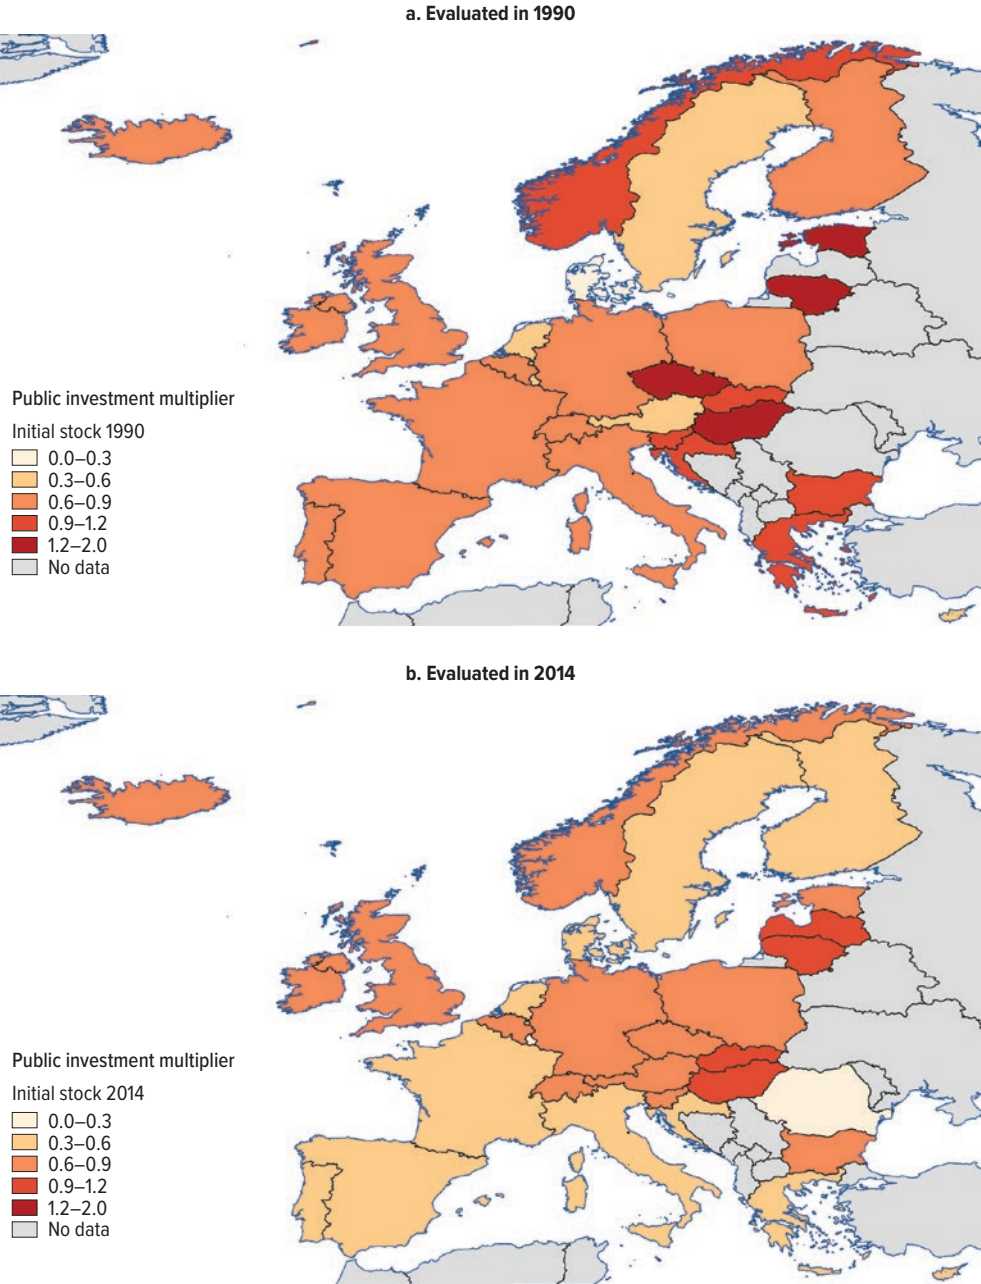 a. Evaluated in 1990
Public investment multiplier
Initial stock 1990
0.0–0.3
0.3–0.6
0.6–0.9
0.9–1.2
1.2–2.0
No data
b. Evaluated in 2014
Public investment multiplier
Initial stock 2014
0.0–0.3
0.3–0.6
0.6–0.9
0.9–1.2
1.2–2.0
No data